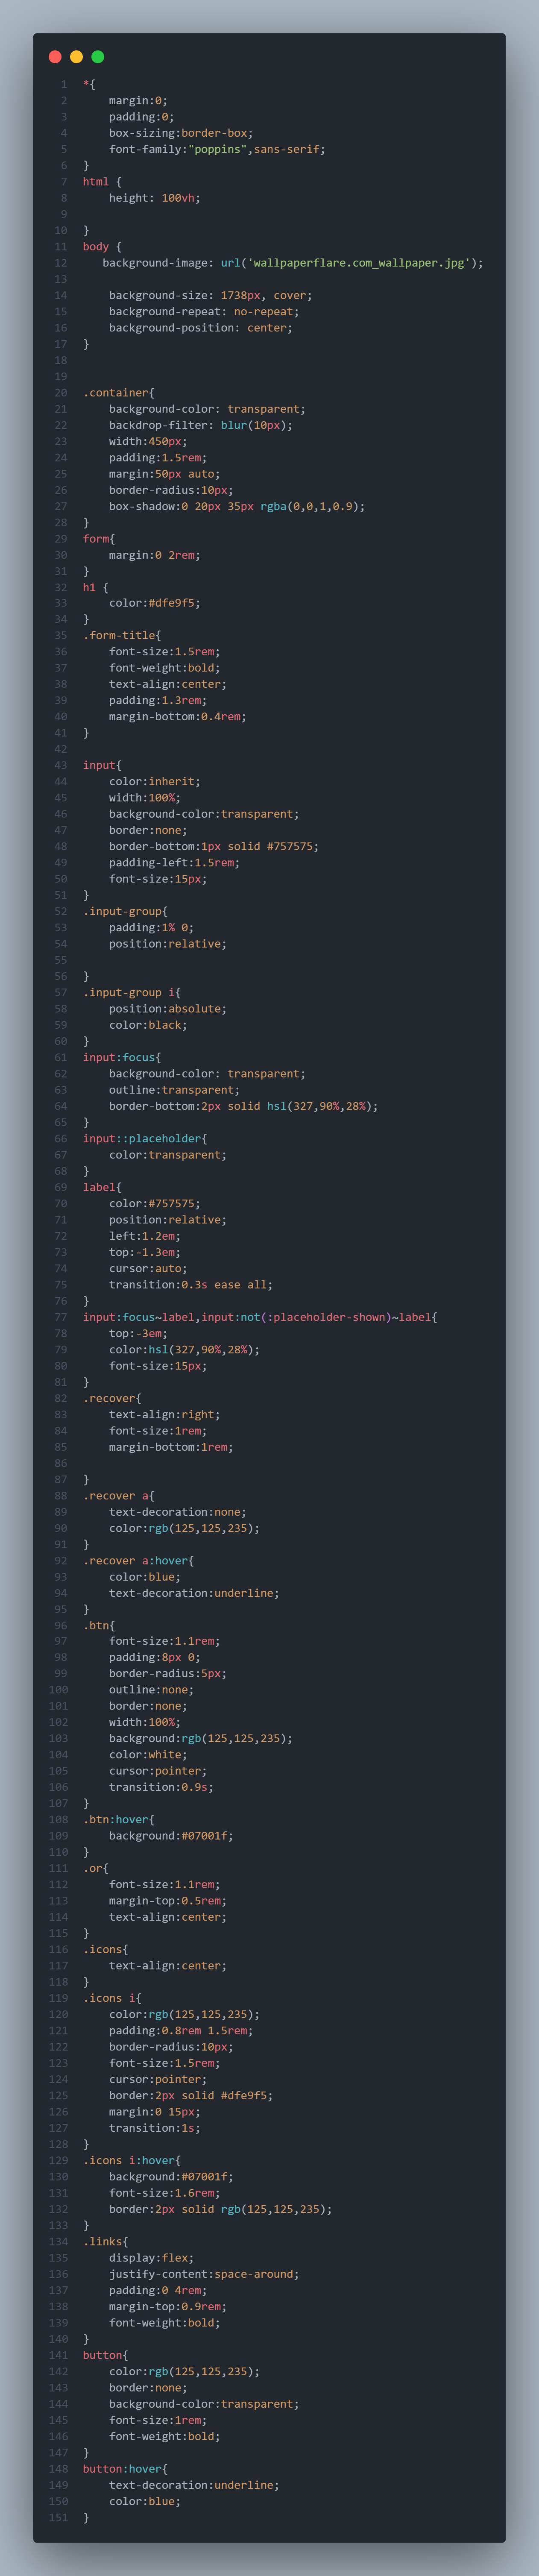 1 *{
2     margin:0;
3     padding:0;
4     box-sizing:border-box;
5     font-family:"poppins",sans-serif;
6 }
7 html {
8     height: 100vh;
9
10 }
11 body {
12    background-image: url('wallpaperflare.com_wallpaper.jpg');
13
14     background-size: 1738px, cover;
15     background-repeat: no-repeat;
16     background-position: center;
17 }
18
19
20 .container{
21     background-color: transparent;
22     backdrop-filter: blur(10px);
23     width:450px;
24     padding:1.5rem;
25     margin:50px auto;
26     border-radius:10px;
27     box-shadow:0 20px 35px rgba(0,0,1,0.9);
28 }
29 form{
30     margin:0 2rem;
31 }
32 h1 {
33     color:#dfe9f5;
34 }
35 .form-title{
36     font-size:1.5rem;
37     font-weight:bold;
38     text-align:center;
39     padding:1.3rem;
40     margin-bottom:0.4rem;
41 }
42
43 input{
44     color:inherit;
45     width:100%;
46     background-color:transparent;
47     border:none;
48     border-bottom:1px solid #757575;
49     padding-left:1.5rem;
50     font-size:15px;
51 }
52 .input-group{
53     padding:1% 0;
54     position:relative;
55
56 }
57 .input-group i{
58     position:absolute;
59     color:black;
60 }
61 input:focus{
62     background-color: transparent;
63     outline:transparent;
64     border-bottom:2px solid hsl(327,90%,28%);
65 }
66 input::placeholder{
67     color:transparent;
68 }
69 label{
70     color:#757575;
71     position:relative;
72     left:1.2em;
73     top:-1.3em;
74     cursor:auto;
75     transition:0.3s ease all;
76 }
77 input:focus~label,input:not(:placeholder-shown)~label{
78     top:-3em;
79     color:hsl(327,90%,28%);
80     font-size:15px;
81 }
82 .recover{
83     text-align:right;
84     font-size:1rem;
85     margin-bottom:1rem;
86
87 }
88 .recover a{
89     text-decoration:none;
90     color:rgb(125,125,235);
91 }
92 .recover a:hover{
93     color:blue;
94     text-decoration:underline;
95 }
96 .btn{
97     font-size:1.1rem;
98     padding:8px 0;
99     border-radius:5px;
100     outline:none;
101     border:none;
102     width:100%;
103     background:rgb(125,125,235);
104     color:white;
105     cursor:pointer;
106     transition:0.9s;
107 }
108 .btn:hover{
109     background:#07001f;
110 }
111 .or{
112     font-size:1.1rem;
113     margin-top:0.5rem;
114     text-align:center;
115 }
116 .icons{
117     text-align:center;
118 }
119 .icons i{
120     color:rgb(125,125,235);
121     padding:0.8rem 1.5rem;
122     border-radius:10px;
123     font-size:1.5rem;
124     cursor:pointer;
125     border:2px solid #dfe9f5;
126     margin:0 15px;
127     transition:1s;
128 }
129 .icons i:hover{
130     background:#07001f;
131     font-size:1.6rem;
132     border:2px solid rgb(125,125,235);
133 }
134 .links{
135     display:flex;
136     justify-content:space-around;
137     padding:0 4rem;
138     margin-top:0.9rem;
139     font-weight:bold;
140 }
141 button{
142     color:rgb(125,125,235);
143     border:none;
144     background-color:transparent;
145     font-size:1rem;
146     font-weight:bold;
147 }
148 button:hover{
149     text-decoration:underline;
150     color:blue;
151 }